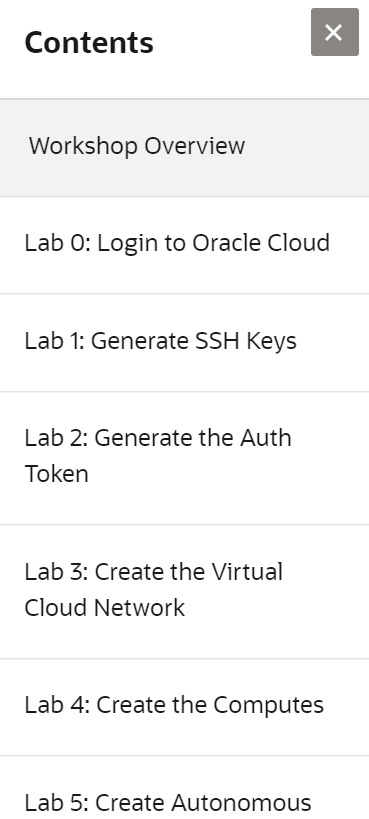 Contents
Workshop Overview
Lab 0: Login to Oracle Cloud
Lab 1: Generate SSH Keys
Lab 2: Generate the Auth
Token
Lab 3: Create the Virtual
Cloud Network
Lab 4: Create the Computes
Lab 5: Create Autonomous